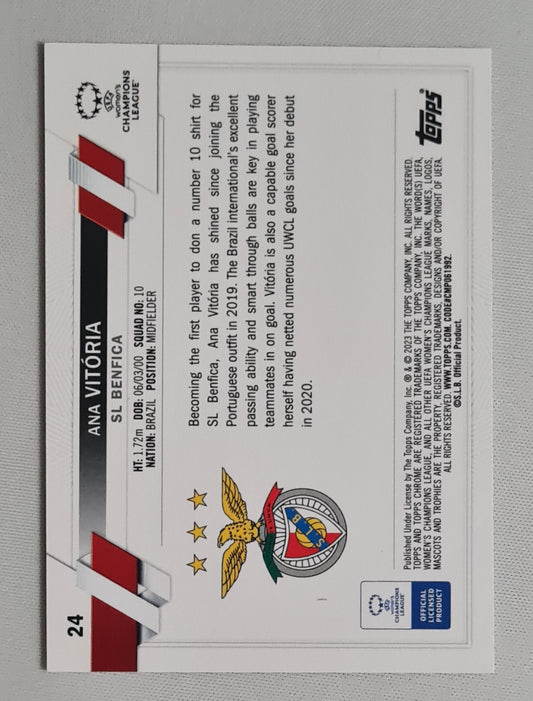 24
ANA VITÓRIA
SL BENFICA
HT: 1.72m DOB: 06/03/00 SQUAD NO: 10
NATION: BRAZIL POSITION: MIDFIELDER
UEFA
women's
CHAMPIONS
LEAGUE
Becoming the first player to don a number 10 shirt for
SL Benfica, Ana Vitória has shined since joining the
Portuguese outfit in 2019. The Brazil international's excellent
passing ability and smart through balls are key in playing
teammates in on goal. Vitória is also a capable goal scorer
herself having netted numerous UWCL goals since her debut
in 2020.
UEFA
women's
CHAMPIONS
LEAGUE
OFFICIAL
LICENSED
PRODUCT
Published Under License by The Topps Company, Inc. ® & © 2023 THE TOPPS COMPANY, INC. ALL RIGHTS RESERVED.
TOPPS AND TOPPS CHROME ARE REGISTERED TRADEMARKS OF THE TOPPS COMPANY, INC. THE WORD(S) UEFA,
WOMEN'S CHAMPIONS LEAGUE, AND ALL OTHER UEFA WOMEN'S CHAMPIONS LEAGUE MARKS, NAMES, LOGOS,
MASCOTS AND TROPHIES ARE THE PROPERTY, REGISTERED TRADEMARKS, DESIGNS AND/OR COPYRIGHT OF UEFA.
ALL RIGHTS RESERVED. WWW.TOPPS.COM. CODE#CMP061992.
©S.L.B. Official Product.
topps